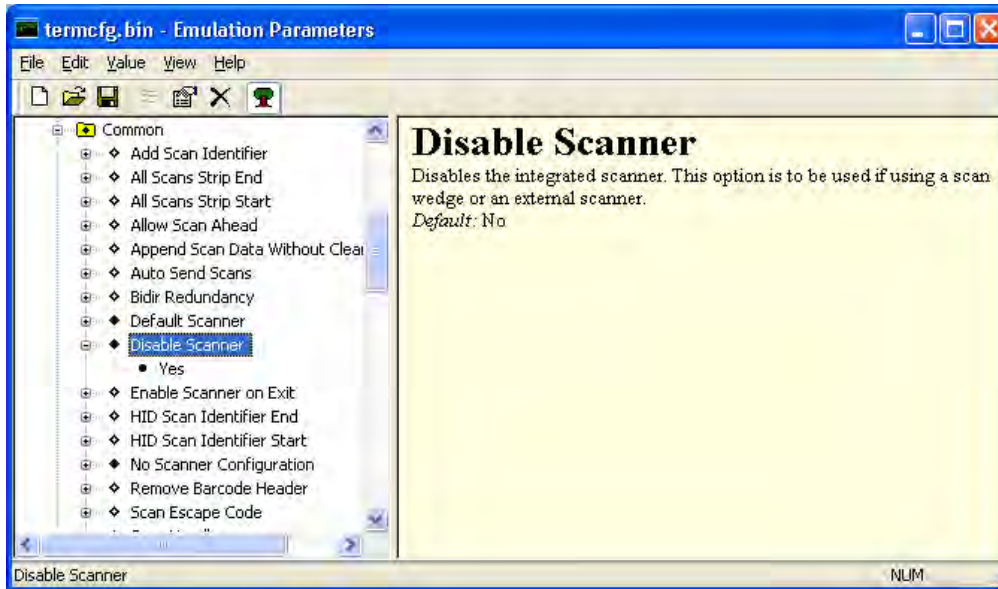 termcfg.bin - Emulation Parameters
File Edit Value View Help
Common
Add Scan Identifier
All Scans Strip End
All Scans Strip Start
Allow Scan Ahead
Append Scan Data Without Clear
Auto Send Scans
Bidir Redundancy
Default Scanner
Disable Scanner
Yes
Enable Scanner on Exit
HID Scan Identifier End
HID Scan Identifier Start
No Scanner Configuration
Remove Barcode Header
Scan Escape Code
Disable Scanner
Disables the integrated scanner. This option is to be used if using a scan
wedge or an external scanner.
Default: No
Disable Scanner NUM